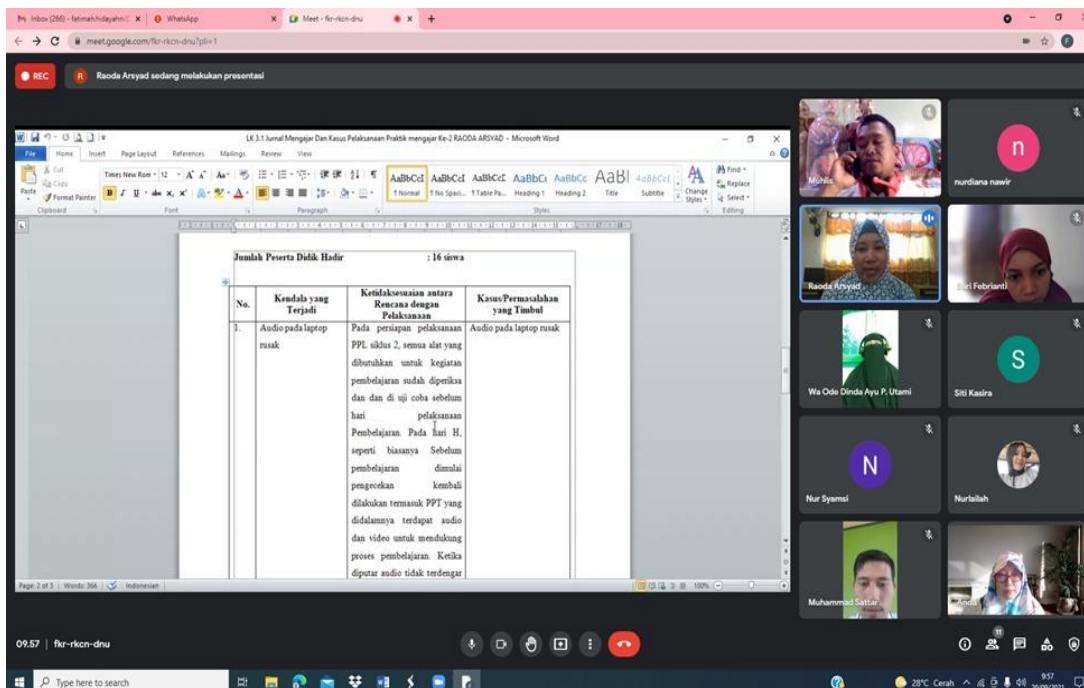 Inbox (266) - fatimah.hidayahni
WhatsApp
Meet - fkr-rkcn-dnu
meet.google.com/fkr-rkcn-dnu?pli=1
F
REC
R
Raoda Arsyad sedang melakukan presentasi
LK 3.1 Jurnal Mengajar Dan Kasus Pelaksanaan Praktik mengajar Ke-2 RAODA ARSYAD - Microsoft Word
File Home Insert Page Layout References Mailings Review View
Cut
Copy
Format Painter
Paste
Times New Rom 12
AaBbCcI AaBbCcI AaBbCcI AaBbCc AaBbCc AaBl AaBbCcI
1 Normal 1 No Spaci... 1 Table Pa... Heading 1 Heading 2 Title Subtitle
Change Styles
Find
Replace
Select
Clipboard Font Paragraph Styles Editing
Jumlah Peserta Didik Hadir : 16 siswa
No. Kendala yang Terjadi
Ketidaksesuaian antara Rencana dengan Pelaksanaan
Kasus/Permasalahan yang Timbul
1.
Audio pada laptop
rusak
Pada persiapan pelaksanaan
PPL siklus 2, semua alat yang
dibutuhkan untuk kegiatan
pembelajaran sudah diperiksa
dan dan di uji coba sebelum
hari pelaksanaan
Pembelajaran. Pada hari H,
seperti biasanya Sebelum
pembelajaran dimulai
pengecekan kembali
dilakukan termasuk PPT yang
didalamnya terdapat audio
dan video untuk mendukung
proses pembelajaran. Ketika
diputar audio tidak terdengar
Audio pada laptop rusak
Page: 2 of 3 Words: 366 Indonesian
100%
Muhlis
n
nurdiana nawir
Raoda Arsyad
Sari Febrianti
Wa Ode Dinda Ayu P. Utami
S
Siti Kasira
N
Nur Syamsi
Nurlailah
Muhammad Sattar
Anda
09.57 | fkr-rkcn-dnu
11
Type here to search
28°C Cerah
9:57
20/09/2021